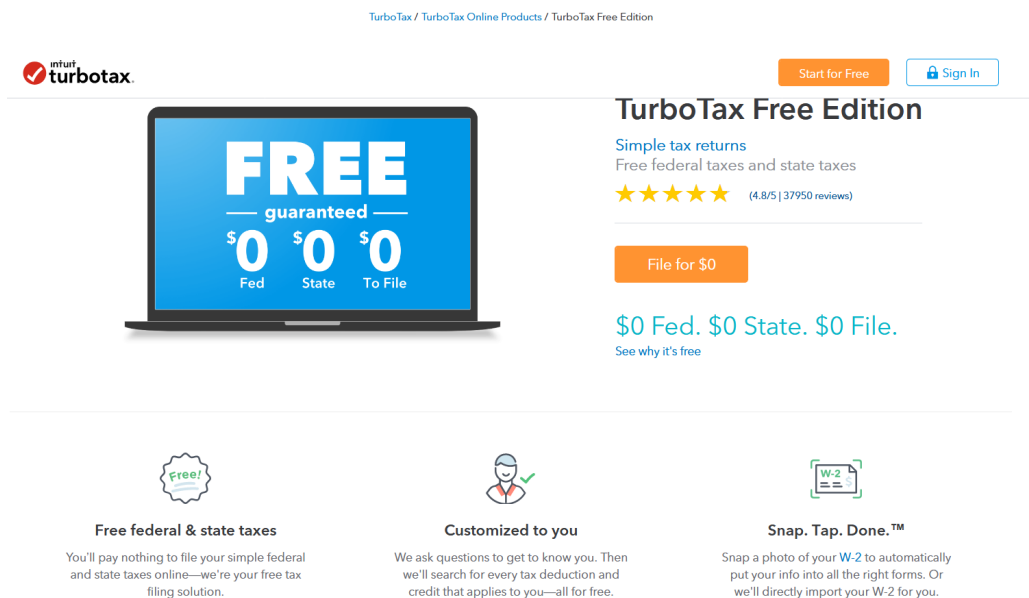 TurboTax / TurboTax Online Products / TurboTax Free Edition
intuit
turbotax.
Start for Free
Sign In
FREE
guaranteed
$0 $0 $0
Fed State To File
TurboTax Free Edition
Simple tax returns
Free federal taxes and state taxes
(4.8/5 | 37950 reviews)
File for $0
$0 Fed. $0 State. $0 File.
See why it's free
Free!
Free federal & state taxes
You'll pay nothing to file your simple federal
and state taxes online—we're your free tax
filing solution.
Customized to you
We ask questions to get to know you. Then
we'll search for every tax deduction and
credit that applies to you—all for free.
W-2
$
Snap. Tap. Done.™
Snap a photo of your W-2 to automatically
put your info into all the right forms. Or
we'll directly import your W-2 for you.